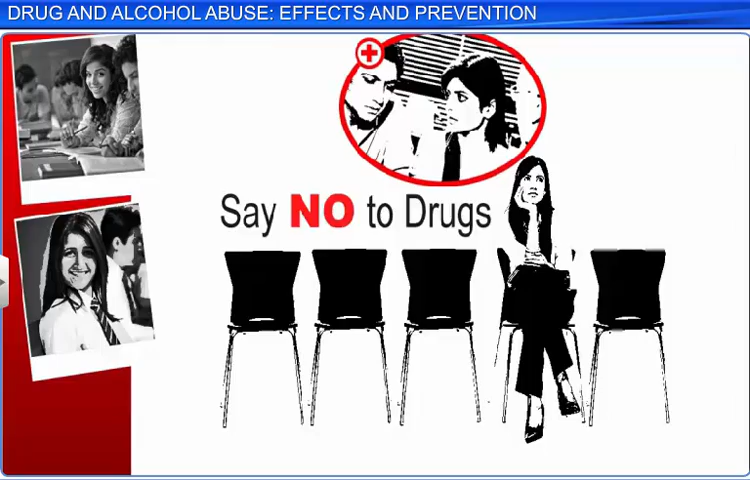 DRUG AND ALCOHOL ABUSE: EFFECTS AND PREVENTION
Say NO to Drugs